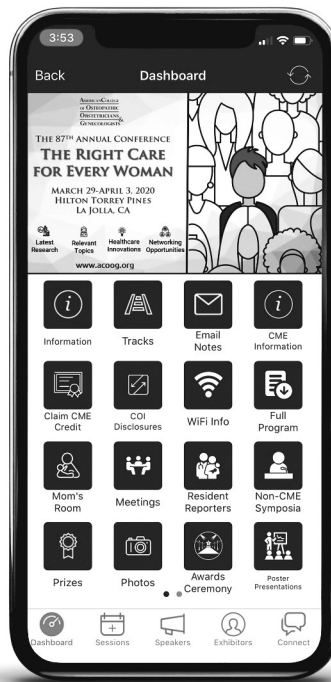 3:53
Back
Dashboard
AMERICAN COLLEGE
OF OSTEOPATHIC
OBSTETRICIANS
& GYNECOLOGISTS
THE 87TH ANNUAL CONFERENCE
THE RIGHT CARE
FOR EVERY WOMAN
MARCH 29-APRIL 3, 2020
HILTON TORREY PINES
LA JOLLA, CA
Latest
Research
Relevant
Topics
Healthcare
Innovations
Networking
Opportunities
www.acoog.org
Information
Tracks
Email
Notes
CME
Information
Claim CME
Credit
COI
Disclosures
WiFi Info
Full
Program
Mom's
Room
Meetings
Resident
Reporters
Non-CME
Symposia
Prizes
Photos
Awards
Ceremony
Poster
Presentations
Dashboard
Sessions
Speakers
Exhibitors
Connect